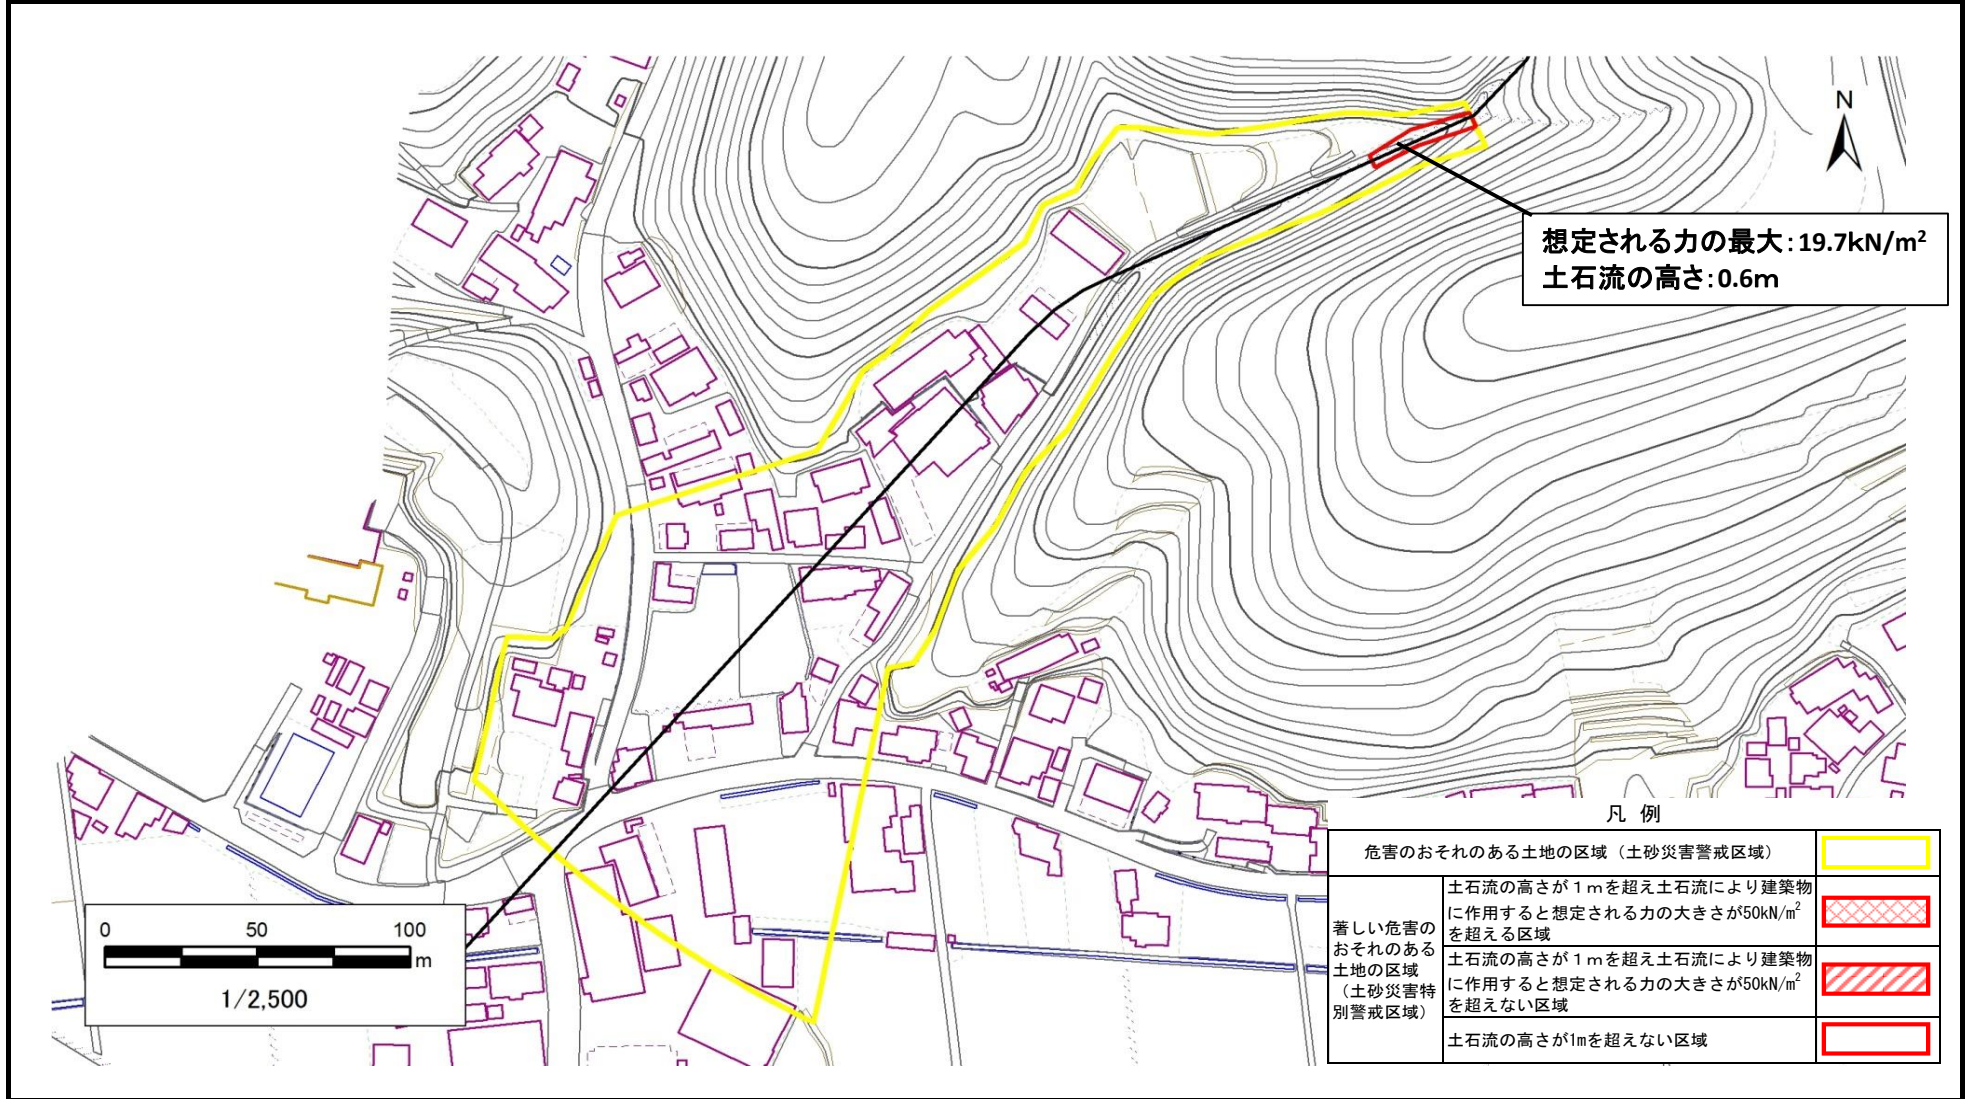 N
想定される力の最大：19.7kN/m²
土石流の高さ：0.6m
0 50 100
m
1/2,500
凡 例
危害のおそれのある土地の区域（土砂災害警戒区域）
著しい危害の
おそれのある
土地の区域
（土砂災害特
別警戒区域）
土石流の高さが１ｍを超え土石流により建築物
に作用すると想定される力の大きさが50kN/m²
を超える区域
土石流の高さが１ｍを超え土石流により建築物
に作用すると想定される力の大きさが50kN/m²
を超えない区域
土石流の高さが1mを超えない区域